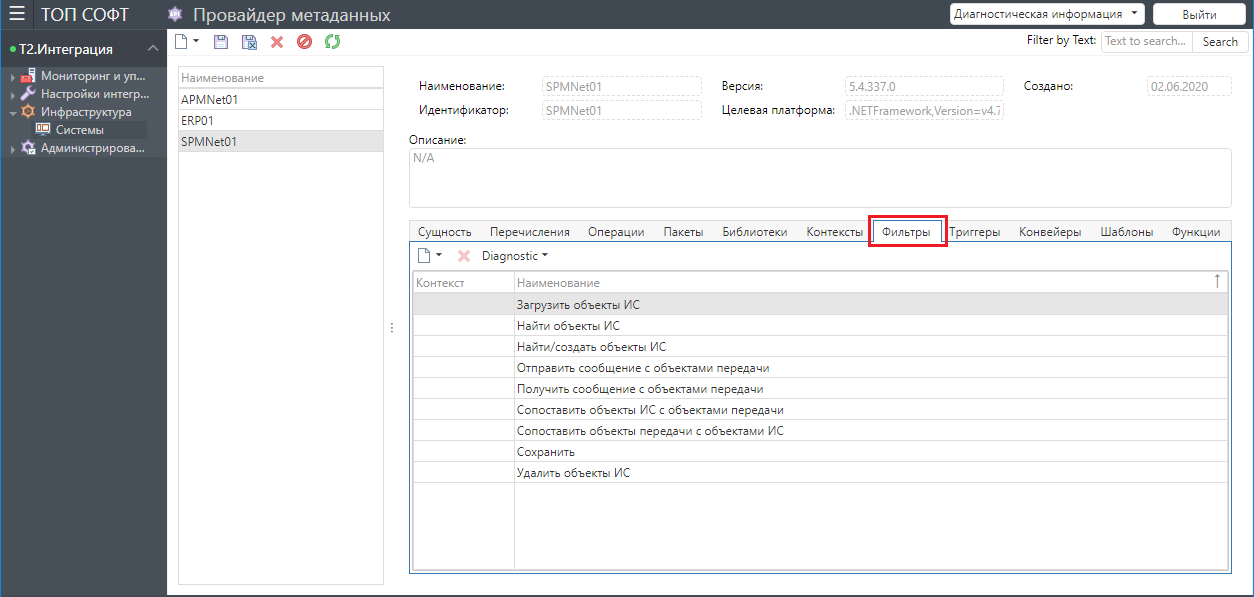 ТОП СОФТ
API
Провайдер метаданных
Диагностическая информация
Выйти
Т2.Интеграция
Filter by Text:
Text to search...
Search
Мониторинг и уп...
Настройки интегр...
Инфраструктура
Системы
Администрирова...
Наименование
APMNet01
ERP01
SPMNet01
Наименование:
SPMNet01
Версия:
5.4.337.0
Создано:
02.06.2020
Идентификатор:
SPMNet01
Целевая платформа:
.NETFramework,Version=v4.7
Описание:
N/A
Сущность
Перечисления
Операции
Пакеты
Библиотеки
Контексты
Фильтры
Триггеры
Конвейеры
Шаблоны
Функции
Diagnostic
Контекст
Наименование
Загрузить объекты ИС
Найти объекты ИС
Найти/создать объекты ИС
Отправить сообщение с объектами передачи
Получить сообщение с объектами передачи
Сопоставить объекты ИС с объектами передачи
Сопоставить объекты передачи с объектами ИС
Сохранить
Удалить объекты ИС